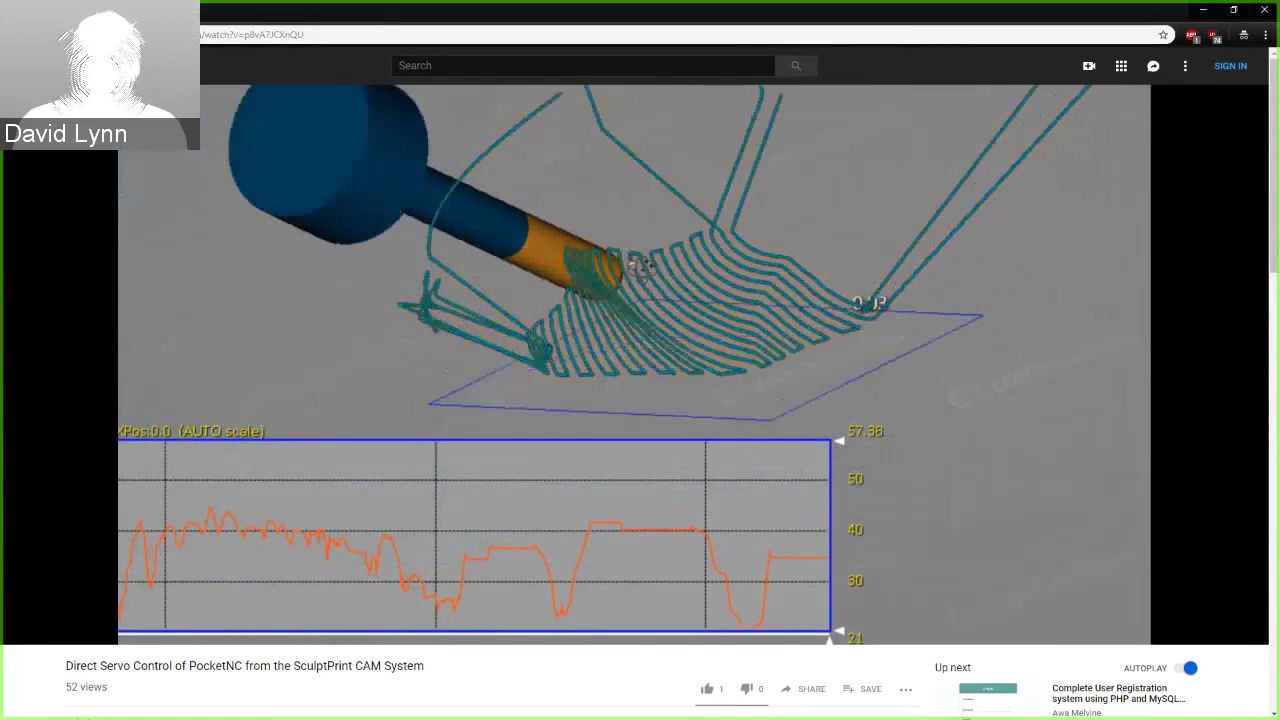 /watch?v=p8vA7JCXnQU
David Lynn
Search
SIGN IN
0.03
XPos:0.0 (AUTO scale)
57.38
50
40
30
21
Direct Servo Control of PocketNC from the SculptPrint CAM System
52 views
1
0
SHARE
SAVE
Up next
AUTOPLAY
Complete User Registration
system using PHP and MySQL...
Awa Melvine